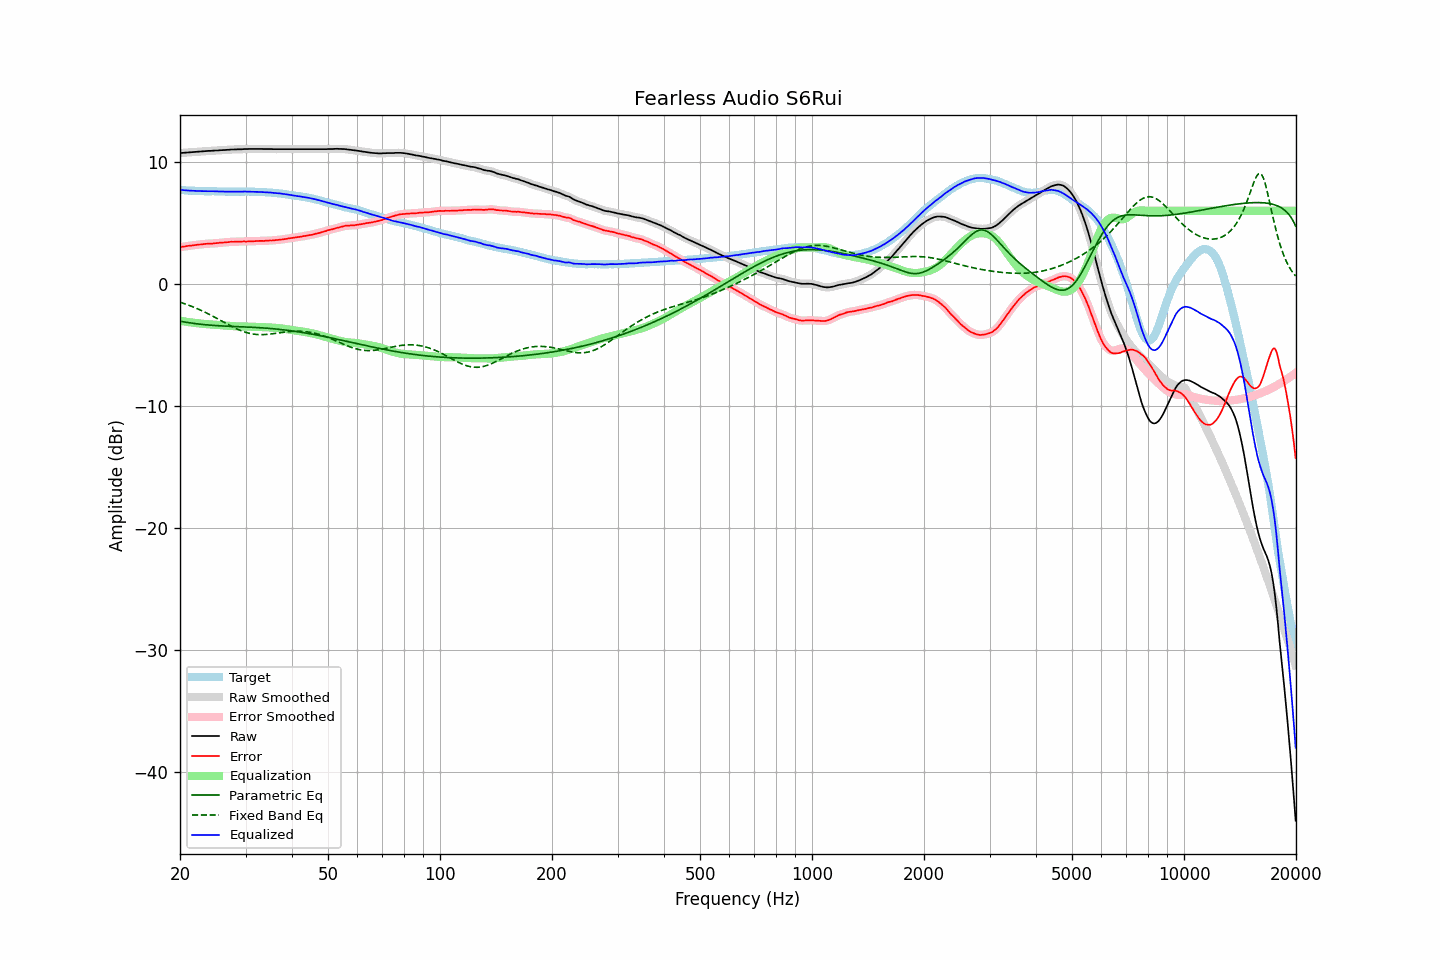 Fearless Audio S6Rui
Amplitude (dBr)
10
0
−10
−20
−30
−40
Target
Raw Smoothed
Error Smoothed
Raw
Error
Equalization
Parametric Eq
Fixed Band Eq
Equalized
20 50 100 200 500 1000 2000 5000 10000 20000
Frequency (Hz)